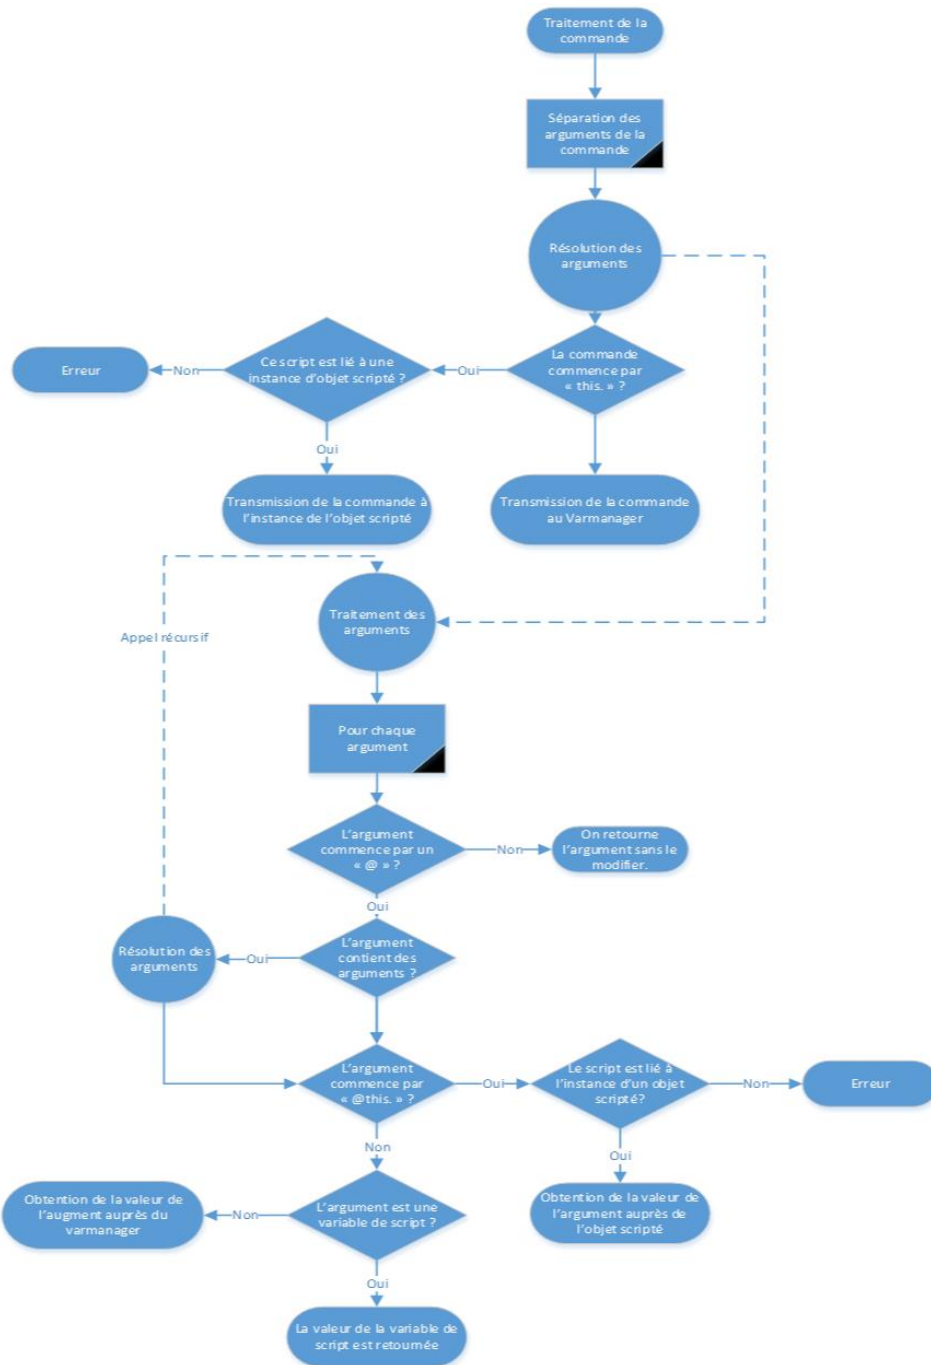 Traitement de la
commande
Séparation des
arguments de la
commande
Résolution des
arguments
La commande
commence par
« this. » ?
Oui
Ce script est lié à une
instance d'objet scripté ?
Non
Erreur
Oui
Transmission de la commande à
l'instance de l'objet scripté
Transmission de la commande
au Varmanager
Traitement des
arguments
Appel récursif
Pour chaque
argument
L'argument
commence par un
« @ » ?
Non
On retourne
l'argument sans le
modifier.
Oui
L'argument
contient des
arguments ?
Oui
Résolution des
arguments
L'argument
commence par
« @this. » ?
Oui
Le script est lié à
l'instance d'un objet
scripté?
Non
Erreur
Non
Oui
Obtention de la valeur de
l'argument auprès de
l'objet scripté
L'argument est une
variable de script ?
Non
Obtention de la valeur de
l'augment auprès du
varmanager
Oui
La valeur de la variable de
script est retournée